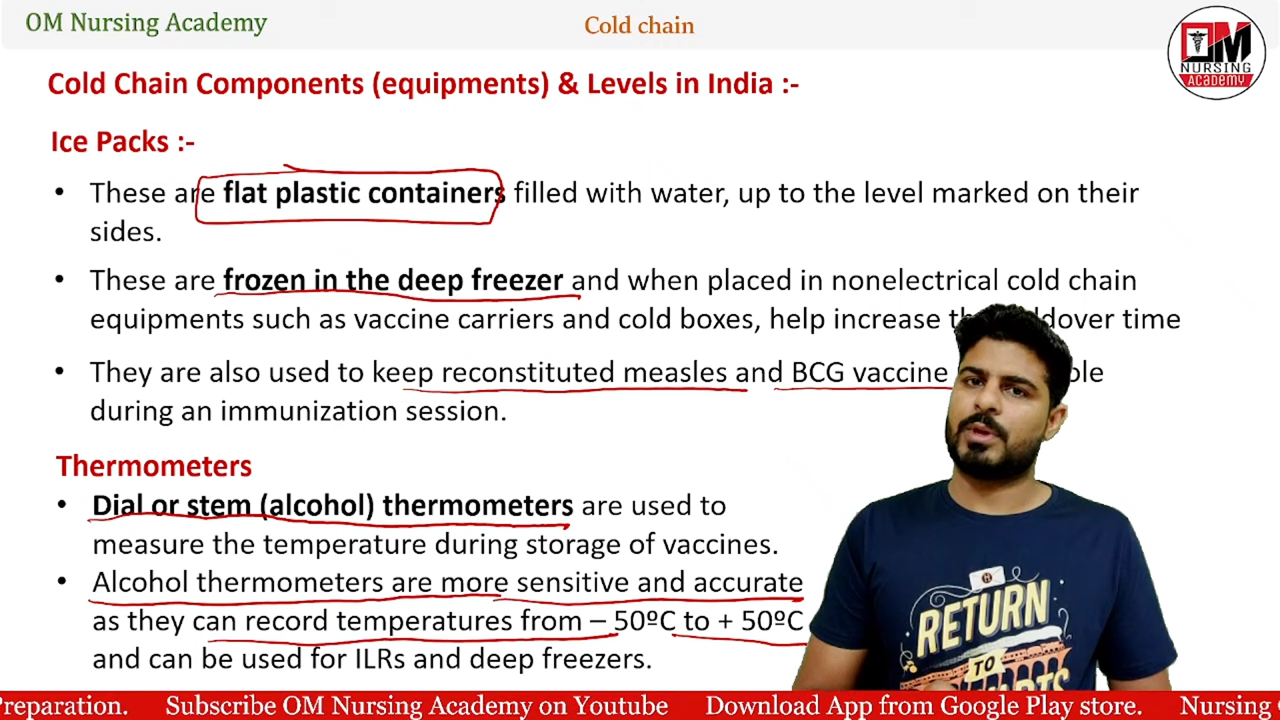 OM Nursing Academy
Cold chain
OM
NURSING
ACADEMY
Cold Chain Components (equipments) & Levels in India :-
Ice Packs :-
• These are flat plastic containers filled with water, up to the level marked on their
sides.
• These are frozen in the deep freezer and when placed in nonelectrical cold chain
equipments such as vaccine carriers and cold boxes, help increase time
• They are also used to keep reconstituted measles and BCG vaccine
during an immunization session.
Thermometers
• Dial or stem (alcohol) thermometers are used to
measure the temperature during storage of vaccines.
• Alcohol thermometers are more sensitive and accurate
as they can record temperatures from – 50ºC to + 50ºC
and can be used for ILRs and deep freezers.
RETURN
TO
Preparation. Subscribe OM Nursing Academy on Youtube Download App from Google Play store. Nursing